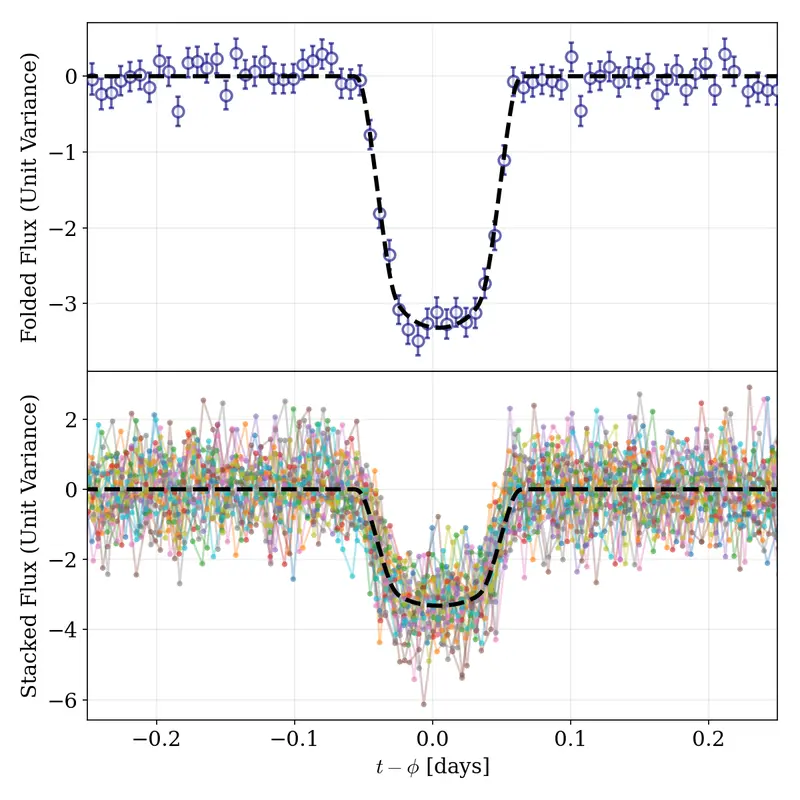 Folded Flux (Unit Variance)
0
−1
−2
−3
Stacked Flux (Unit Variance)
2
0
−2
−4
−6
−0.2 −0.1 0.0 0.1 0.2
t − ϕ [days]